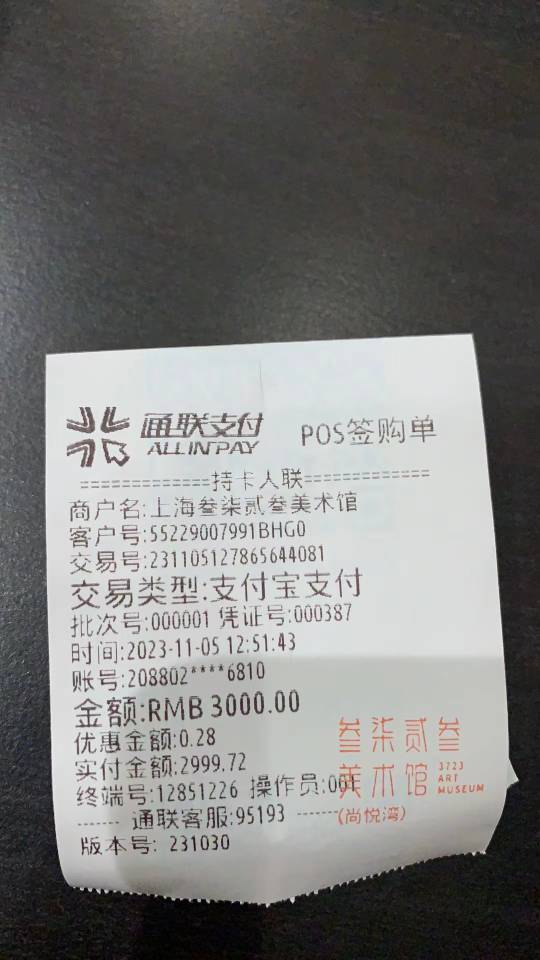 通联支付
ALLINPAY
POS签购单
=============持卡人联=============
商户名:上海叁柒贰叁美术馆
客户号:55229007991BHG0
交易号:231105127865644081
交易类型:支付宝支付
批次号:000001 凭证号:000387
时间:2023-11-05 12:51:43
账号:208802****6810
金额:RMB 3000.00
优惠金额:0.28
实付金额:2999.72
终端号:12851226 操作员:001
------ 通联客服:95193 ------
版本号: 231030
叁柒贰叁
美术馆
3723
ART
MUSEUM
(尚悦湾)